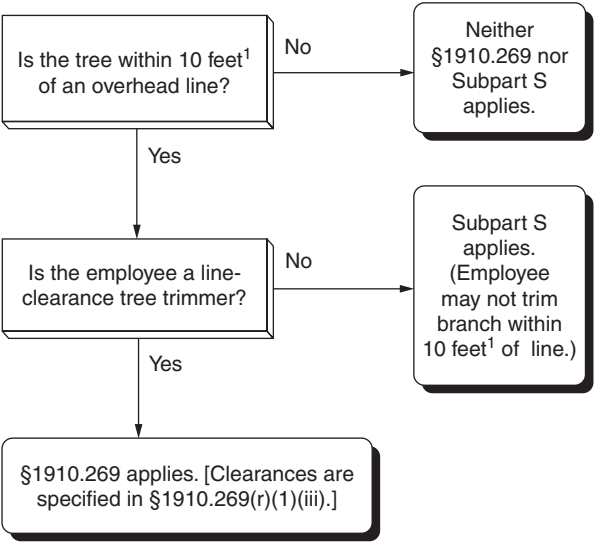 Is the tree within 10 feet¹
of an overhead line?
No
Neither
§1910.269 nor
Subpart S
applies.
Yes
Is the employee a line-
clearance tree trimmer?
No
Subpart S
applies.
(Employee
may not trim
branch within
10 feet¹ of line.)
Yes
§1910.269 applies. [Clearances are
specified in §1910.269(r)(1)(iii).]